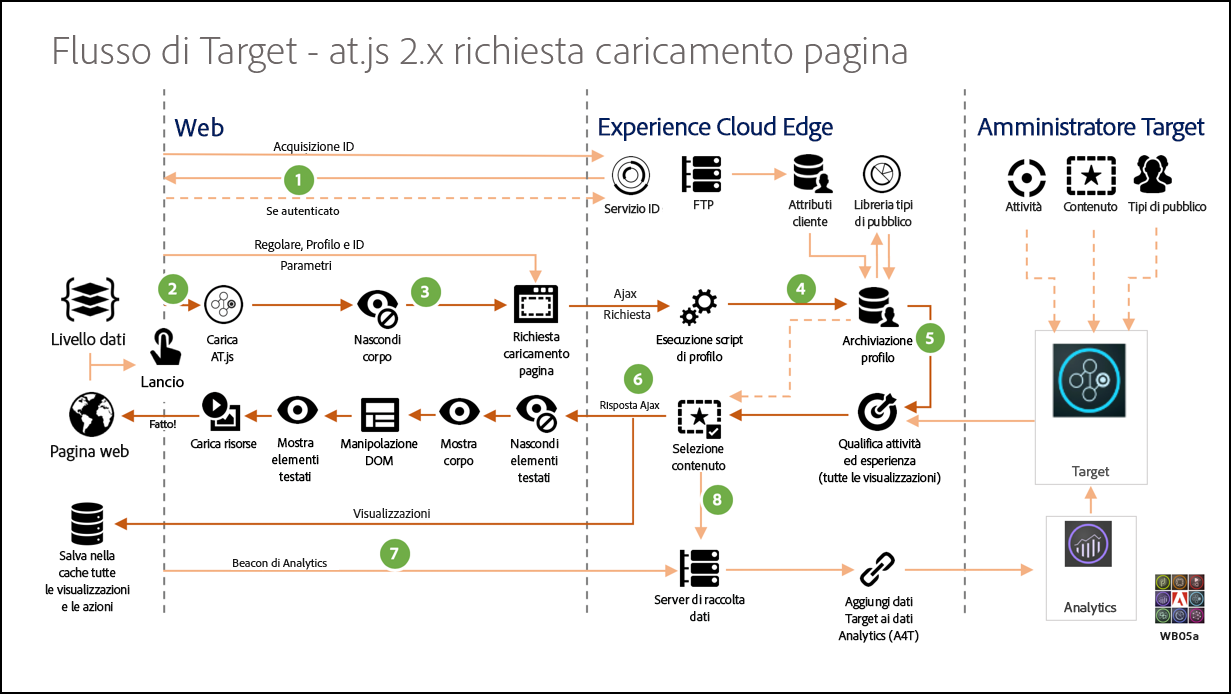 Flusso di Target - at.js 2.x richiesta caricamento pagina
Web
Experience Cloud Edge
Amministratore Target
Acquisizione ID
1
Se autenticato
Servizio ID
FTP
Attributi
cliente
Libreria tipi
di pubblico
Attività
Contenuto
Tipi di pubblico
Regolare, Profilo e ID
Parametri
Livello dati
2
Carica
AT.js
Nascondi
corpo
3
Richiesta
caricamento
pagina
Ajax
Richiesta
Esecuzione script
di profilo
4
Archiviazione
profilo
5
Lancio
Pagina web
Fatto!
Carica risorse
Mostra
elementi
testati
Manipolazione
DOM
Mostra
corpo
Nascondi
elementi
testati
6
Risposta Ajax
Selezione
contenuto
Qualifica attività
ed esperienza
(tutte le visualizzazioni)
Target
8
Visualizzazioni
Salva nella
cache tutte
le visualizzazioni
e le azioni
7
Beacon di Analytics
Server di raccolta
dati
Aggiungi dati
Target ai dati
Analytics (A4T)
Analytics
WB05a